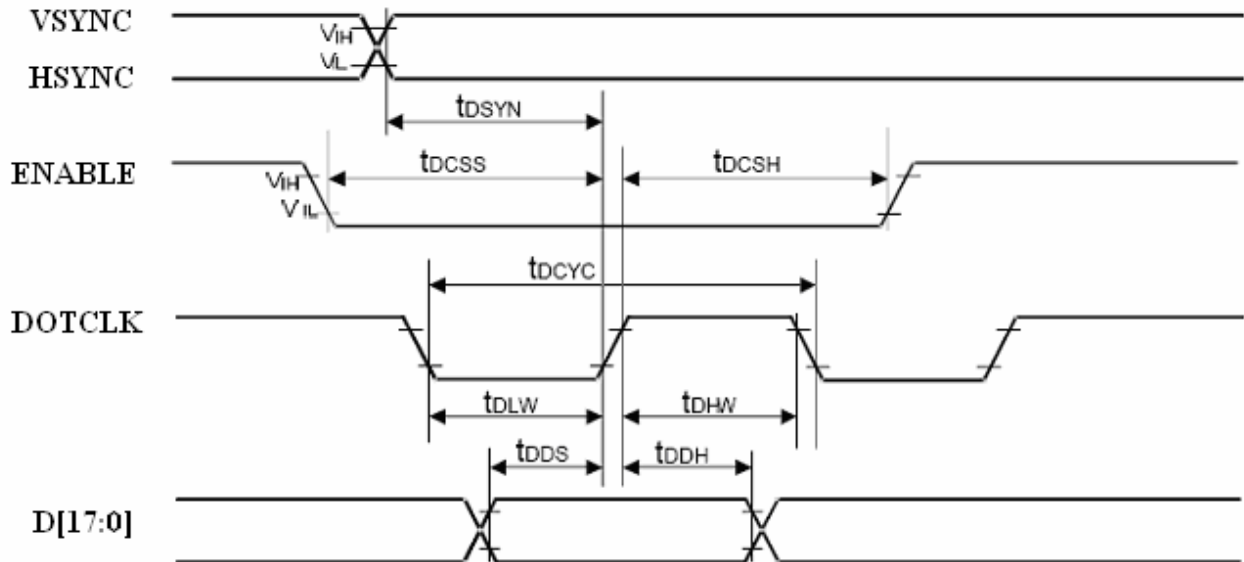 VSYNC
VIH
VIL
HSYNC
tDSYN
ENABLE
tDCSS
tDCSH
VIH
VIL
tDCYC
DOTCLK
tDLW
tDHW
tDDS
tDDH
D[17:0]